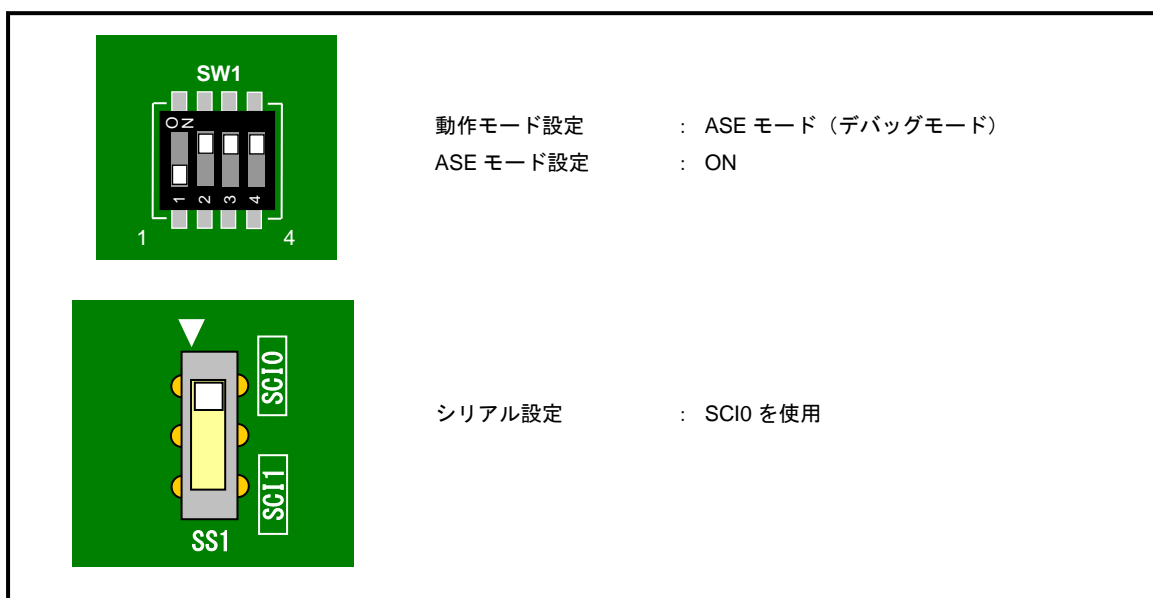 SW1
ON
1 2 3 4
1 4
動作モード設定 : ASE モード（デバッグモード）
ASE モード設定 : ON
SCI0
SCI1
SS1
シリアル設定 : SCI0 を使用